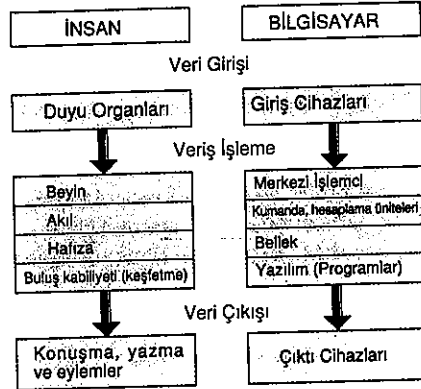 İNSAN
BİLGİSAYAR
Veri Girişi
Duyu Organları
Giriş Cihazları
Veriş İşleme
Beyin
Akıl
Hafıza
Buluş kabiliyeti (keşfetme)
Merkezi İşlemci
Kumanda, hesaplama üniteleri
Bellek
Yazılım (Programlar)
Veri Çıkışı
Konuşma, yazma
ve eylemler
Çıktı Cihazları